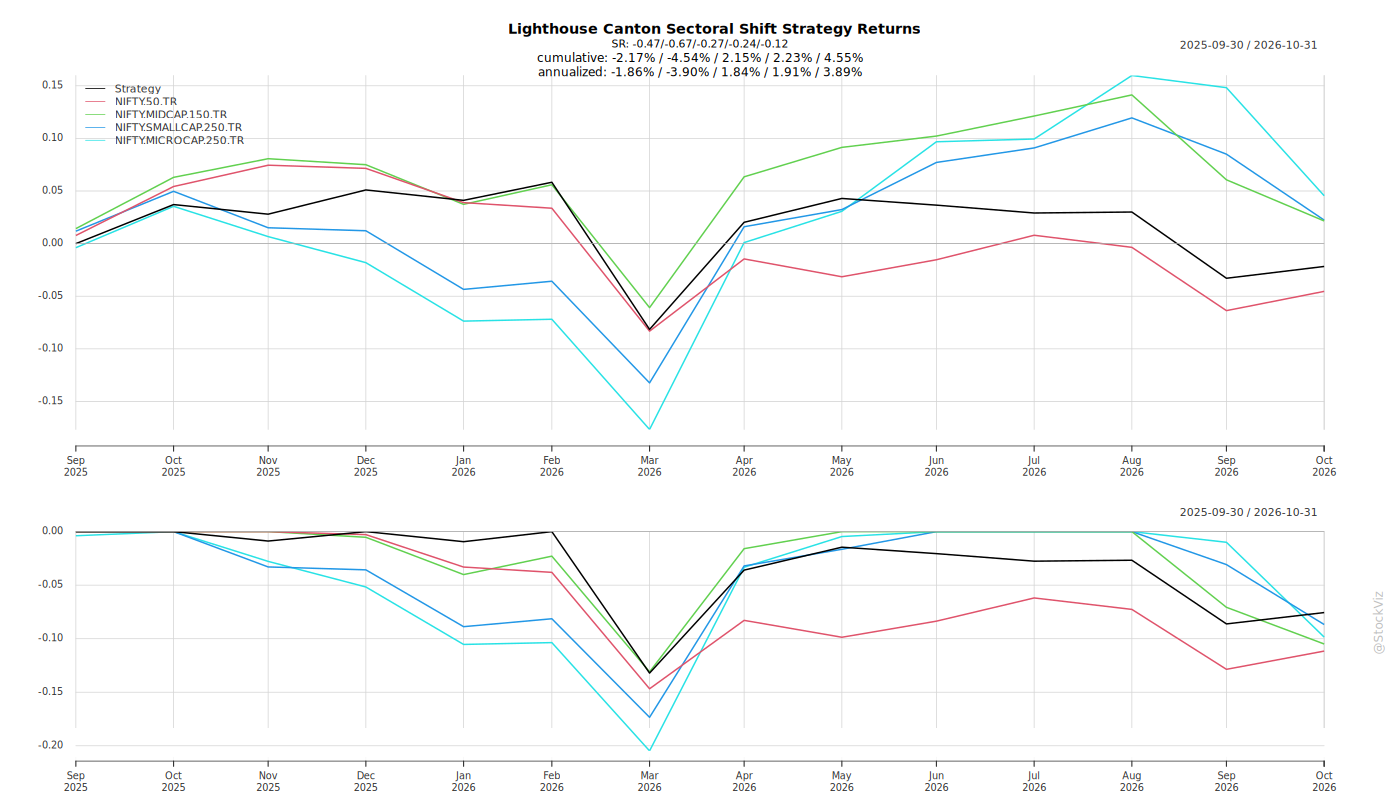 Lighthouse Canton Sectoral Shift Strategy Returns
SR: -0.47/-0.67/-0.27/-0.24/-0.12
cumulative: -2.17% / -4.54% / 2.15% / 2.23% / 4.55%
annualized: -1.86% / -3.90% / 1.84% / 1.91% / 3.89%
2025-09-30 / 2026-10-31
Strategy
NIFTY.50.TR
NIFTY.MIDCAP.150.TR
NIFTY.SMALLCAP.250.TR
NIFTY.MICROCAP.250.TR
0.15
0.10
0.05
0.00
-0.05
-0.10
-0.15
Sep Oct Nov Dec Jan Feb Mar Apr May Jun Jul Aug Sep Oct
2025 2025 2025 2025 2026 2026 2026 2026 2026 2026 2026 2026 2026 2026
2025-09-30 / 2026-10-31
0.00
-0.05
-0.10
-0.15
-0.20
Sep Oct Nov Dec Jan Feb Mar Apr May Jun Jul Aug Sep Oct
2025 2025 2025 2025 2026 2026 2026 2026 2026 2026 2026 2026 2026 2026
@StockViz